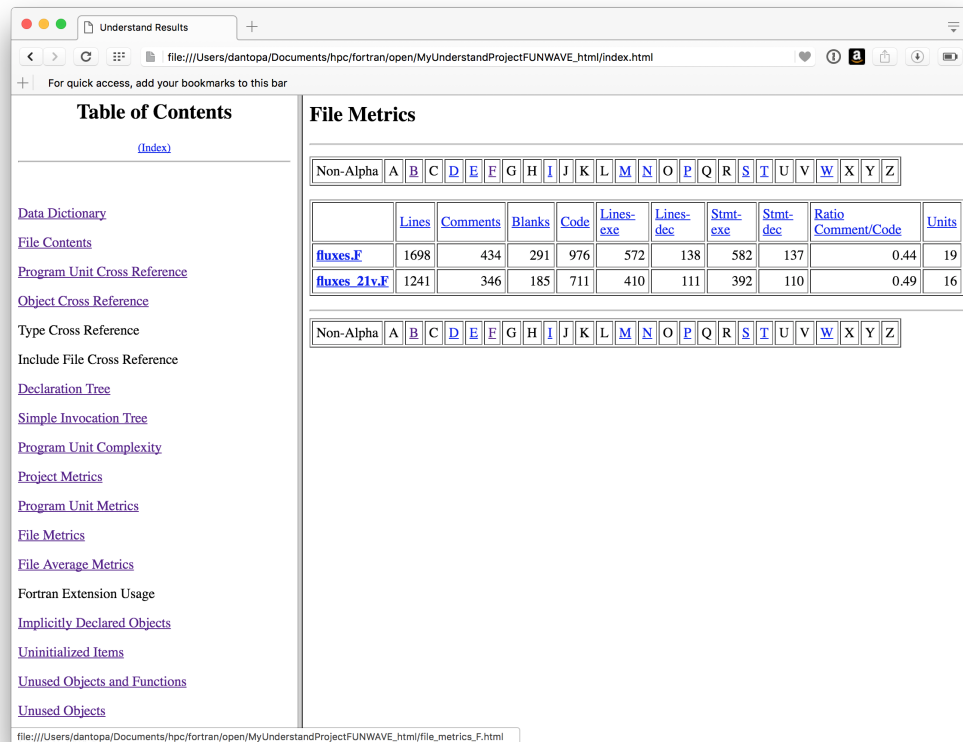 Understand Results
file:///Users/dantopa/Documents/hpc/fortran/open/MyUnderstandProjectFUNWAVE_html/index.html
For quick access, add your bookmarks to this bar
Table of Contents
(Index)
Data Dictionary
File Contents
Program Unit Cross Reference
Object Cross Reference
Type Cross Reference
Include File Cross Reference
Declaration Tree
Simple Invocation Tree
Program Unit Complexity
Project Metrics
Program Unit Metrics
File Metrics
File Average Metrics
Fortran Extension Usage
Implicitly Declared Objects
Uninitialized Items
Unused Objects and Functions
Unused Objects
File Metrics
Non-Alpha A B C D E F G H I J K L M N O P Q R S T U V W X Y Z
Lines Comments Blanks Code Lines-exe Lines-dec Stmt-exe Stmt-dec Ratio Comment/Code Units
fluxes.F 1698 434 291 976 572 138 582 137 0.44 19
fluxes_21v.F 1241 346 185 711 410 111 392 110 0.49 16
Non-Alpha A B C D E F G H I J K L M N O P Q R S T U V W X Y Z
file:///Users/dantopa/Documents/hpc/fortran/open/MyUnderstandProjectFUNWAVE_html/file_metrics_F.html